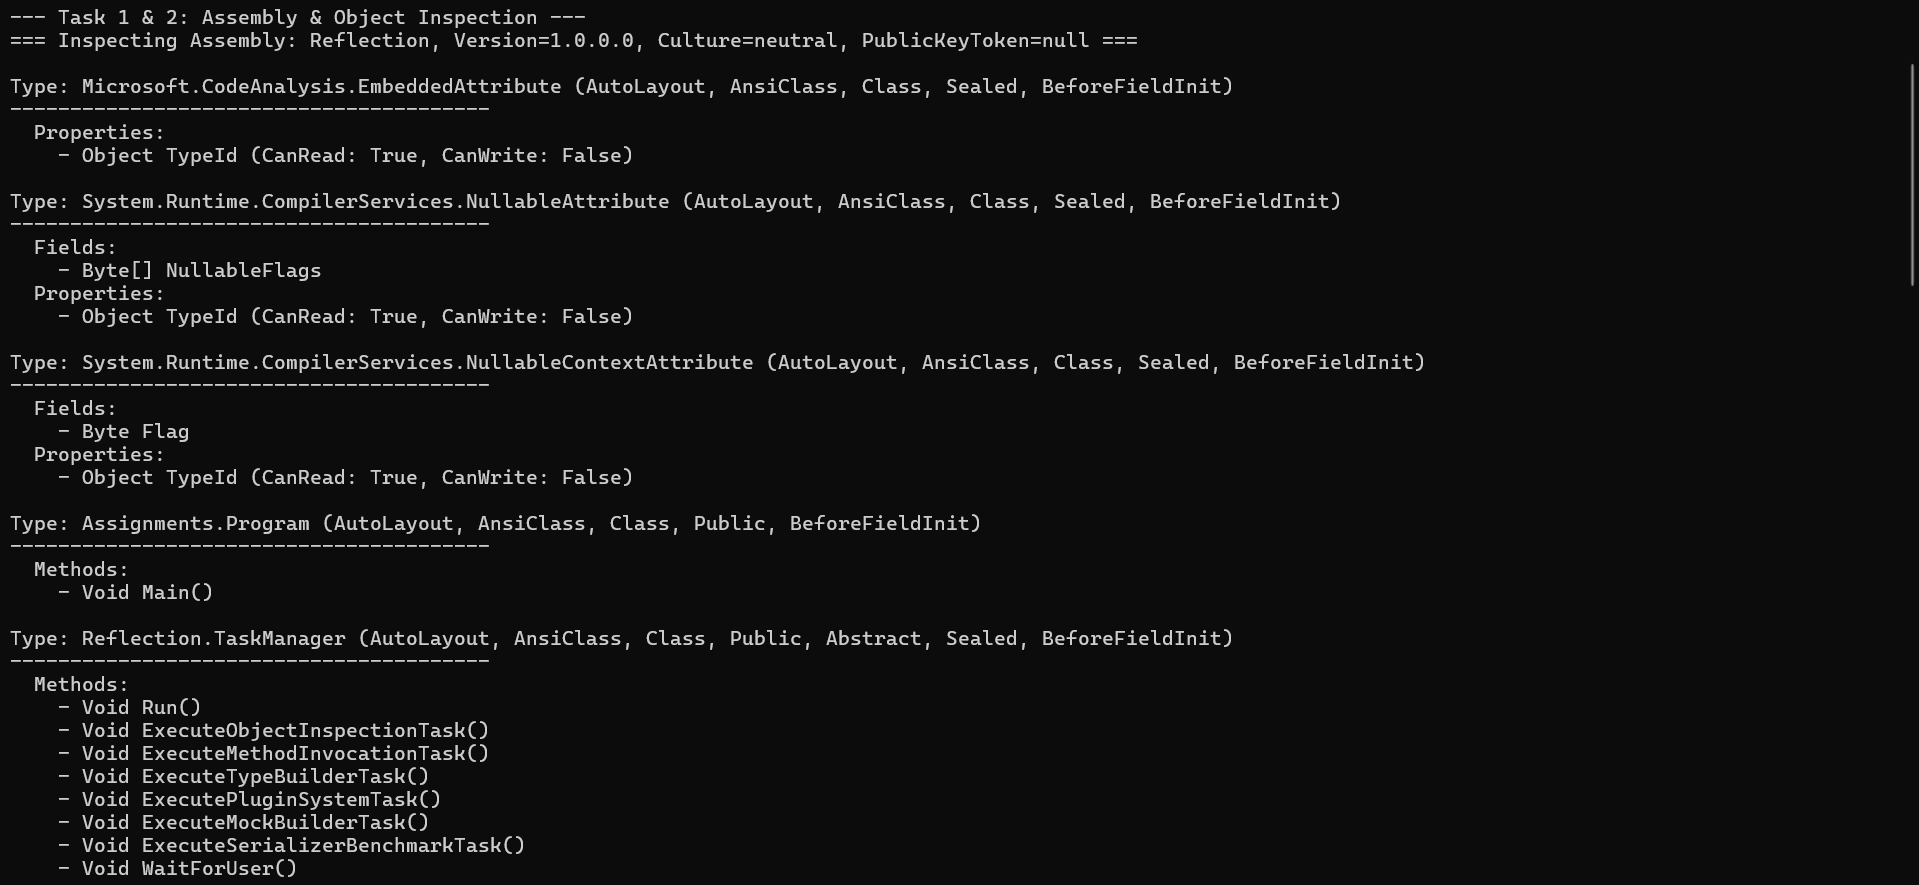 --- Task 1 & 2: Assembly & Object Inspection ---
=== Inspecting Assembly: Reflection, Version=1.0.0.0, Culture=neutral, PublicKeyToken=null ===

Type: Microsoft.CodeAnalysis.EmbeddedAttribute (AutoLayout, AnsiClass, Class, Sealed, BeforeFieldInit)
----------------------------------------
  Properties:
    - Object TypeId (CanRead: True, CanWrite: False)

Type: System.Runtime.CompilerServices.NullableAttribute (AutoLayout, AnsiClass, Class, Sealed, BeforeFieldInit)
----------------------------------------
  Fields:
    - Byte[] NullableFlags
  Properties:
    - Object TypeId (CanRead: True, CanWrite: False)

Type: System.Runtime.CompilerServices.NullableContextAttribute (AutoLayout, AnsiClass, Class, Sealed, BeforeFieldInit)
----------------------------------------
  Fields:
    - Byte Flag
  Properties:
    - Object TypeId (CanRead: True, CanWrite: False)

Type: Assignments.Program (AutoLayout, AnsiClass, Class, Public, BeforeFieldInit)
----------------------------------------
  Methods:
    - Void Main()

Type: Reflection.TaskManager (AutoLayout, AnsiClass, Class, Public, Abstract, Sealed, BeforeFieldInit)
----------------------------------------
  Methods:
    - Void Run()
    - Void ExecuteObjectInspectionTask()
    - Void ExecuteMethodInvocationTask()
    - Void ExecuteTypeBuilderTask()
    - Void ExecutePluginSystemTask()
    - Void ExecuteMockBuilderTask()
    - Void ExecuteSerializerBenchmarkTask()
    - Void WaitForUser()